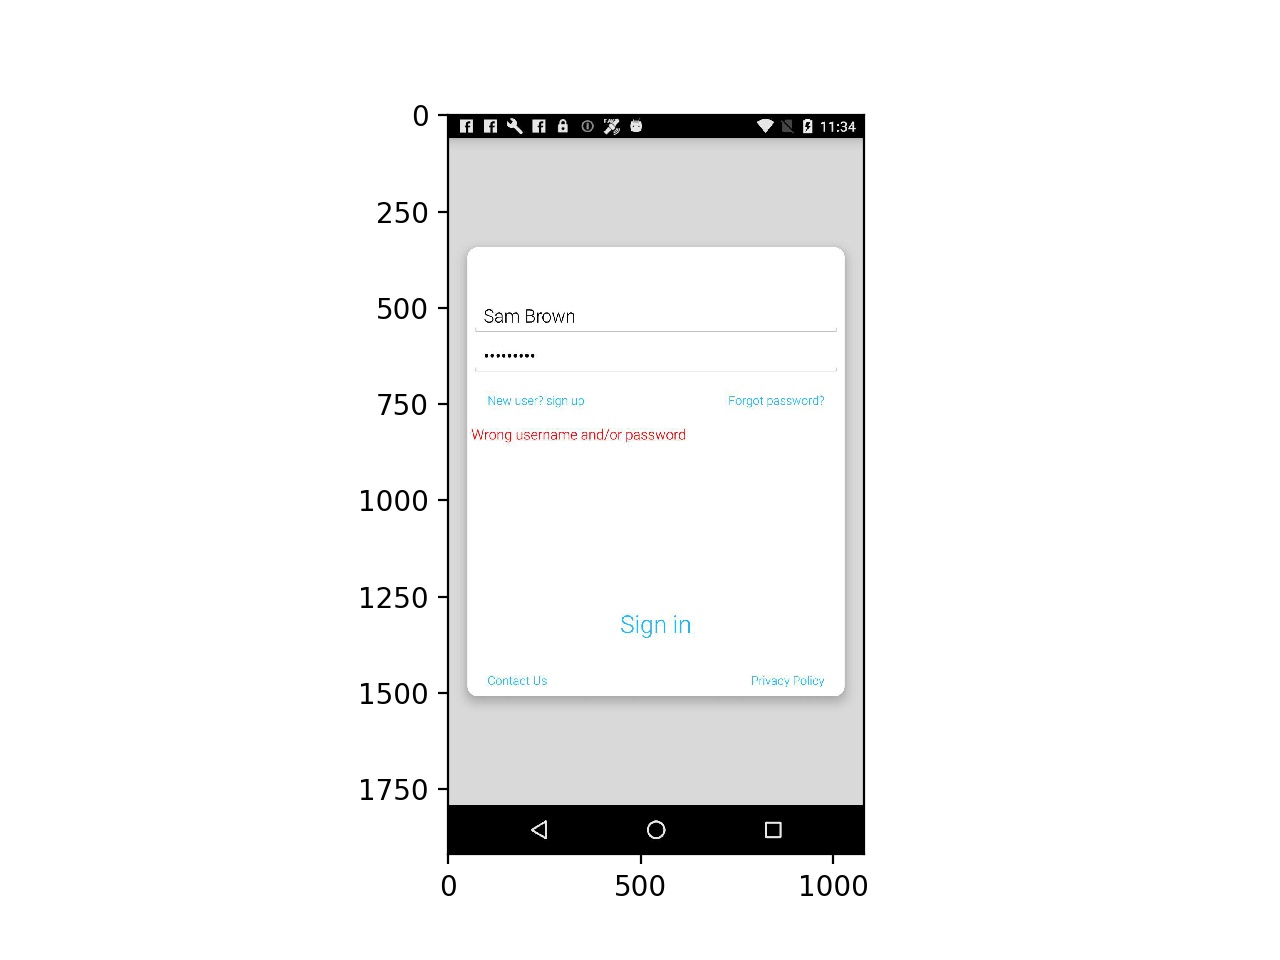 0
250
500
750
1000
1250
1500
1750
11:34
Sam Brown
•••••••••
New user? sign up Forgot password?
Wrong username and/or password
Sign in
Contact Us Privacy Policy
0 500 1000